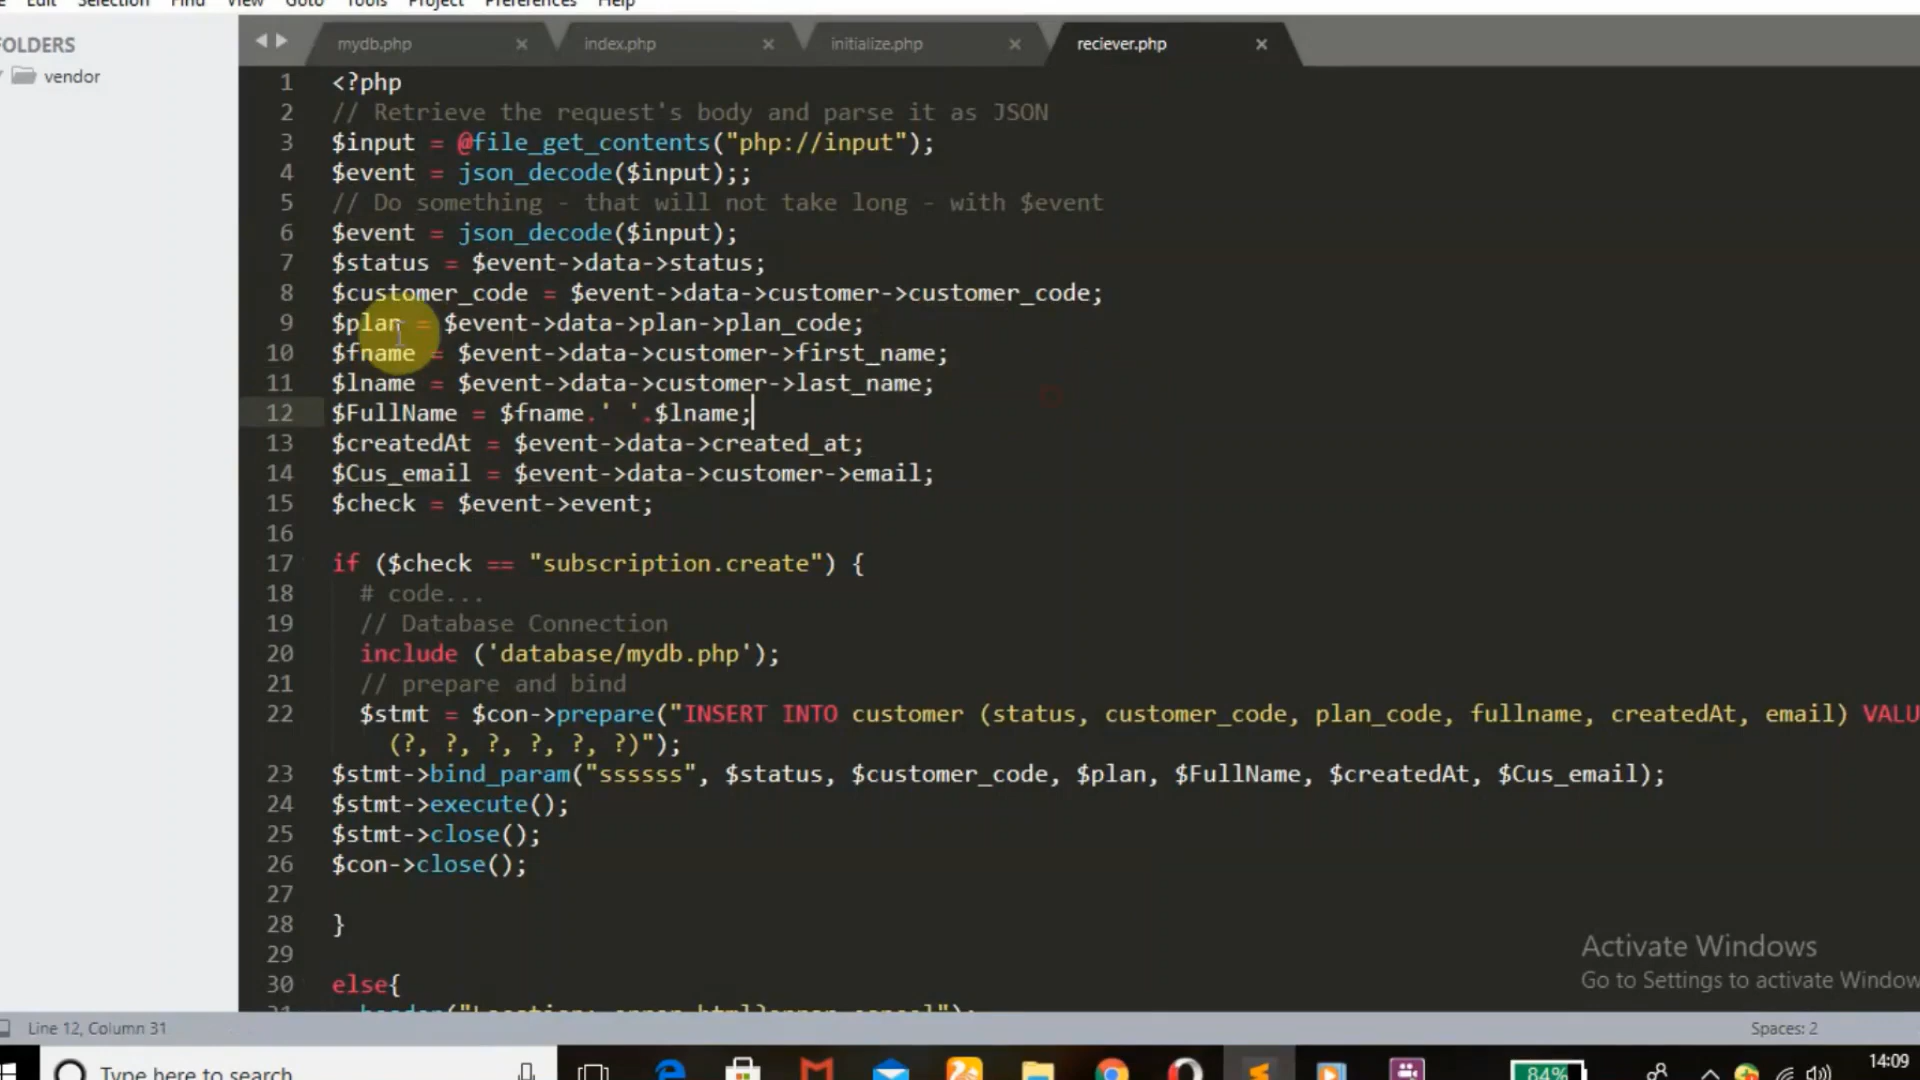 Edit Selection Find View Goto Tools Project Preferences Help
FOLDERS
vendor
mydb.php
index.php
initialize.php
reciever.php
1 <?php
2 // Retrieve the request's body and parse it as JSON
3 $input = @file_get_contents("php://input");
4 $event = json_decode($input);;
5 // Do something - that will not take long - with $event
6 $event = json_decode($input);
7 $status = $event->data->status;
8 $customer_code = $event->data->customer->customer_code;
9 $plan = $event->data->plan->plan_code;
10 $fname = $event->data->customer->first_name;
11 $lname = $event->data->customer->last_name;
12 $FullName = $fname.' '.$lname;
13 $createdAt = $event->data->created_at;
14 $Cus_email = $event->data->customer->email;
15 $check = $event->event;
16
17 if ($check == "subscription.create") {
18 # code...
19 // Database Connection
20 include ('database/mydb.php');
21 // prepare and bind
22 $stmt = $con->prepare("INSERT INTO customer (status, customer_code, plan_code, fullname, createdAt, email) VALU
(?, ?, ?, ?, ?, ?)");
23 $stmt->bind_param("ssssss", $status, $customer_code, $plan, $FullName, $createdAt, $Cus_email);
24 $stmt->execute();
25 $stmt->close();
26 $con->close();
27
28 }
29
30 else{
Activate Windows
Go to Settings to activate Window
Line 12, Column 31
Spaces: 2
Type here to search
84%
14:09